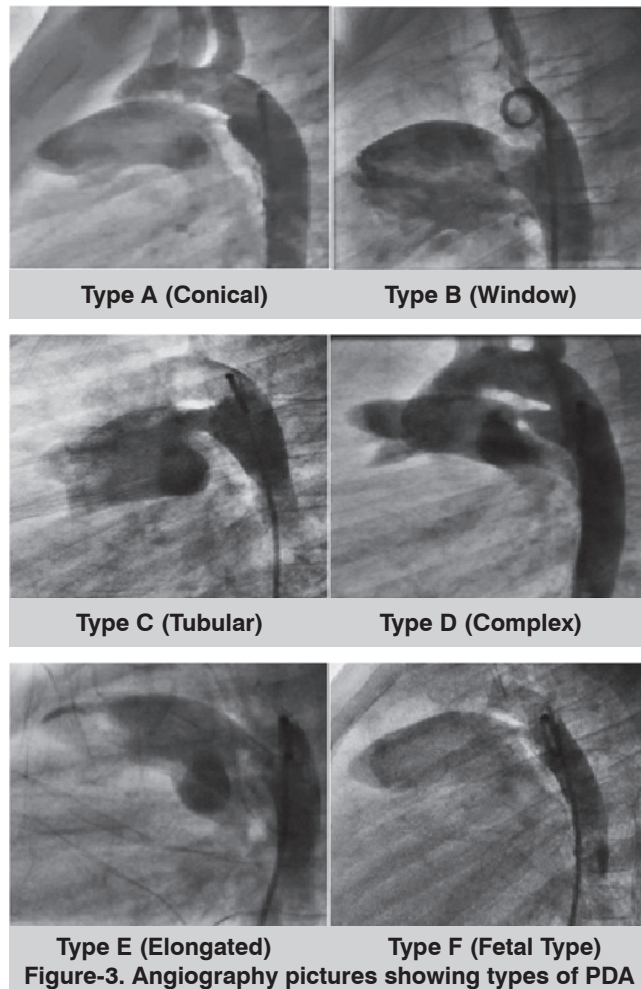 Type A (Conical)
Type B (Window)
Type C (Tubular)
Type D (Complex)
Type E (Elongated)
Type F (Fetal Type)
Figure-3. Angiography pictures showing types of PDA